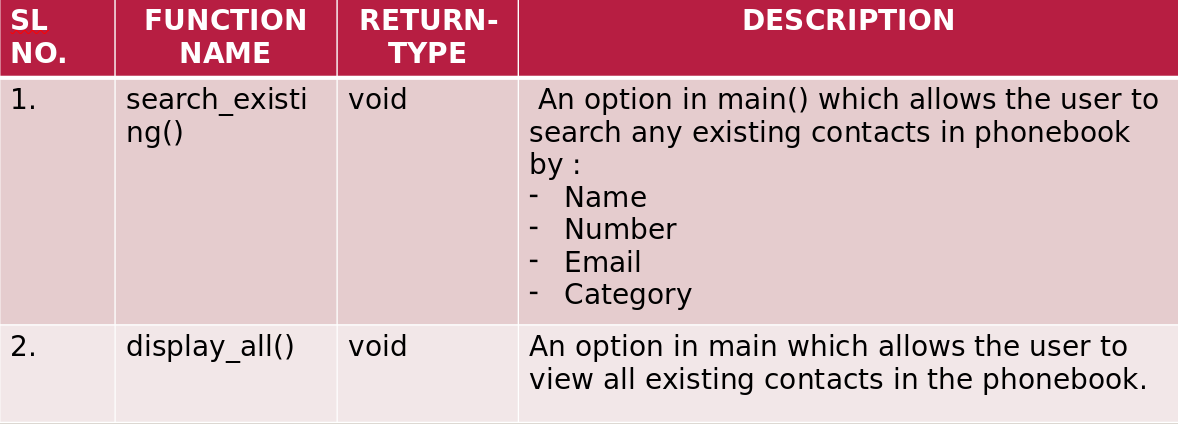 SL NO.
FUNCTION NAME
RETURN-TYPE
DESCRIPTION
1.
search_existi
ng()
void
An option in main() which allows the user to
search any existing contacts in phonebook
by :
- Name
- Number
- Email
- Category
2.
display_all()
void
An option in main which allows the user to
view all existing contacts in the phonebook.